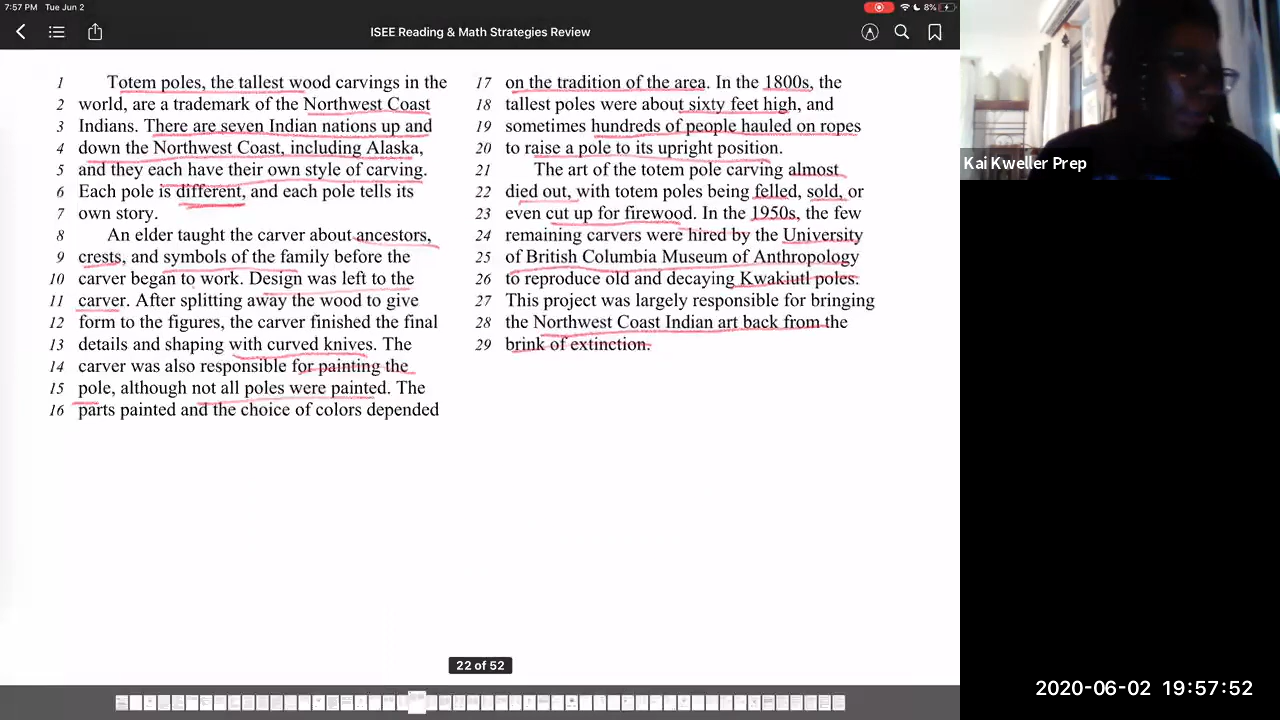 7:57 PM Tue Jun 2
8%
ISEE Reading & Math Strategies Review
1 Totem poles, the tallest wood carvings in the
2 world, are a trademark of the Northwest Coast
3 Indians. There are seven Indian nations up and
4 down the Northwest Coast, including Alaska,
5 and they each have their own style of carving.
6 Each pole is different, and each pole tells its
7 own story.
8 An elder taught the carver about ancestors,
9 crests, and symbols of the family before the
10 carver began to work. Design was left to the
11 carver. After splitting away the wood to give
12 form to the figures, the carver finished the final
13 details and shaping with curved knives. The
14 carver was also responsible for painting the
15 pole, although not all poles were painted. The
16 parts painted and the choice of colors depended
17 on the tradition of the area. In the 1800s, the
18 tallest poles were about sixty feet high, and
19 sometimes hundreds of people hauled on ropes
20 to raise a pole to its upright position.
21 The art of the totem pole carving almost
22 died out, with totem poles being felled, sold, or
23 even cut up for firewood. In the 1950s, the few
24 remaining carvers were hired by the University
25 of British Columbia Museum of Anthropology
26 to reproduce old and decaying Kwakiutl poles.
27 This project was largely responsible for bringing
28 the Northwest Coast Indian art back from the
29 brink of extinction.
22 of 52
Kai Kweller Prep
2020-06-02 19:57:52